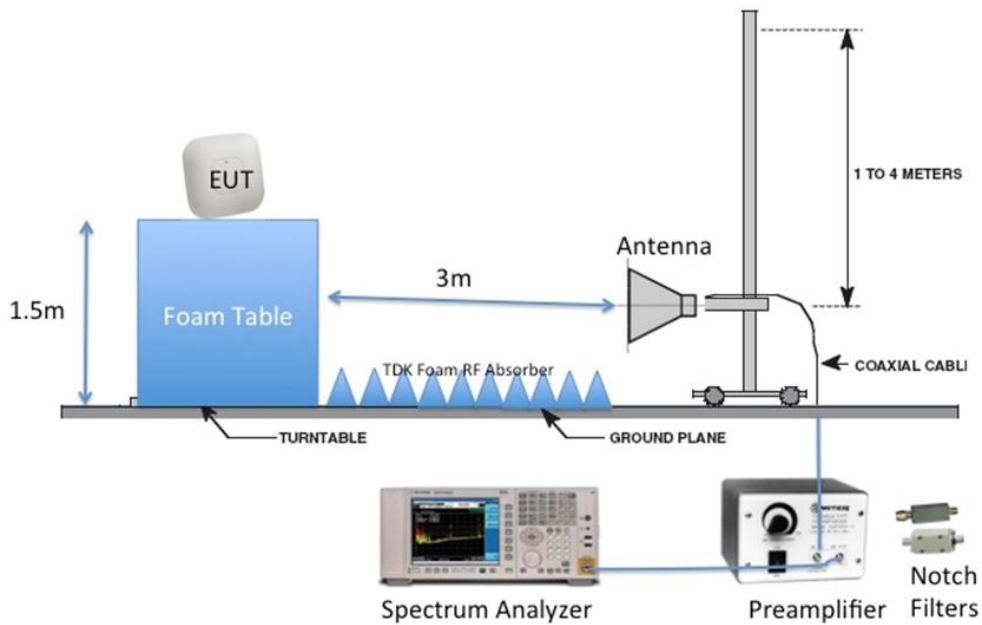 1 TO 4 METERS
EUT
Antenna
3m
1.5m
Foam Table
TDK Foam RF Absorber
COAXIAL CABLI
TURNTABLE
GROUND PLANE
MITEQ
Spectrum Analyzer
Preamplifier
Notch
Filters